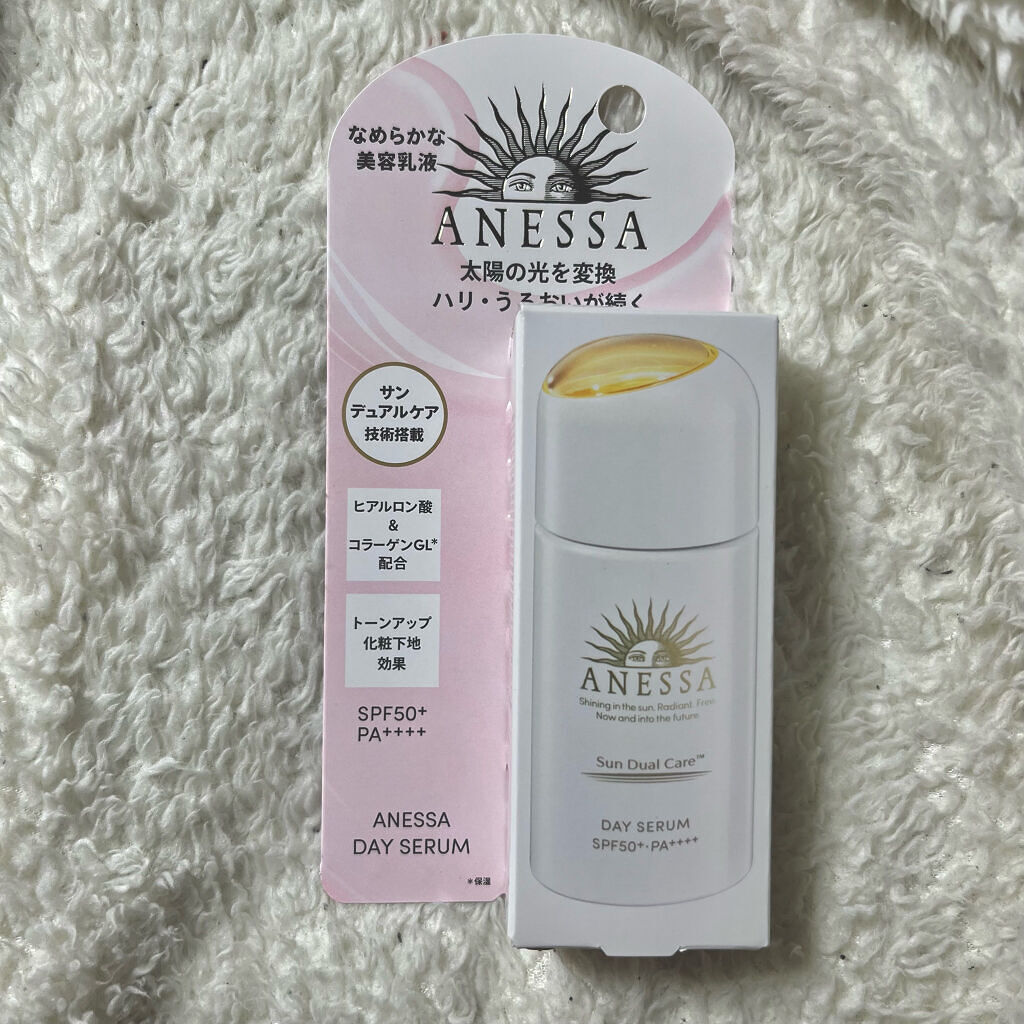 なめらかな
美容乳液
ANESSA
太陽の光を変換
ハリ・うるおいが続く
サン
デュアルケア
技術搭載
ヒアルロン酸
&
コラーゲンGL*
配合
トーンアップ
化粧下地
効果
SPF50+
PA++++
ANESSA
DAY SERUM
*保湿
ANESSA
Shining in the sun, Radiant. Free.
Now and into the future.
Sun Dual Care™
DAY SERUM
SPF50+・PA++++